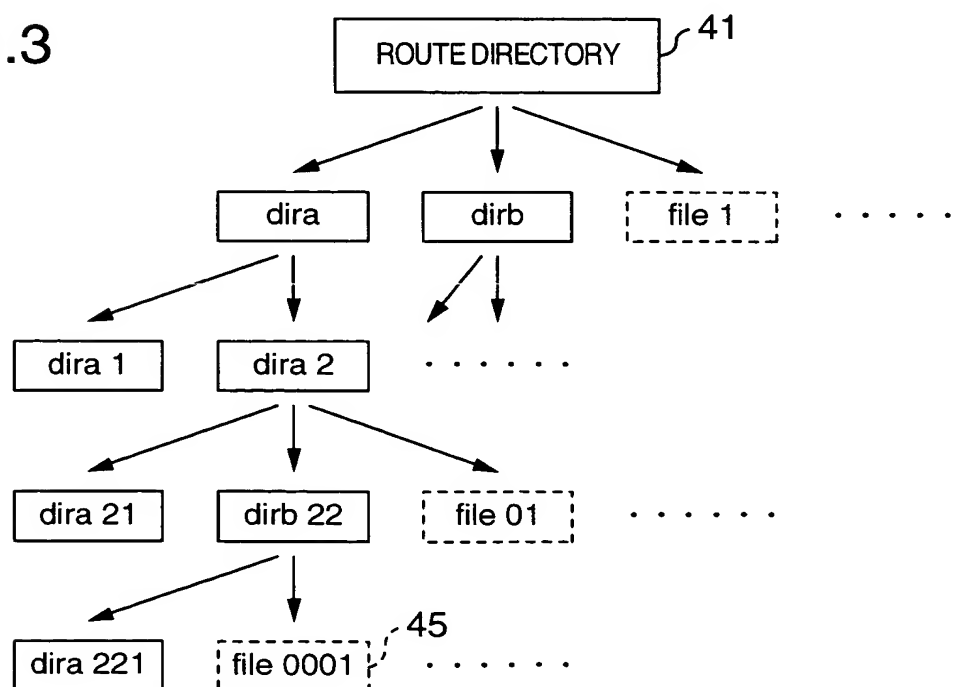 .3
ROUTE DIRECTORY 41
dira dirb file 1 . . . . . .
dira 1 dira 2 . . . . . .
dira 21 dirb 22 file 01 . . . . . .
45
dira 221 file 0001 . . . . . .